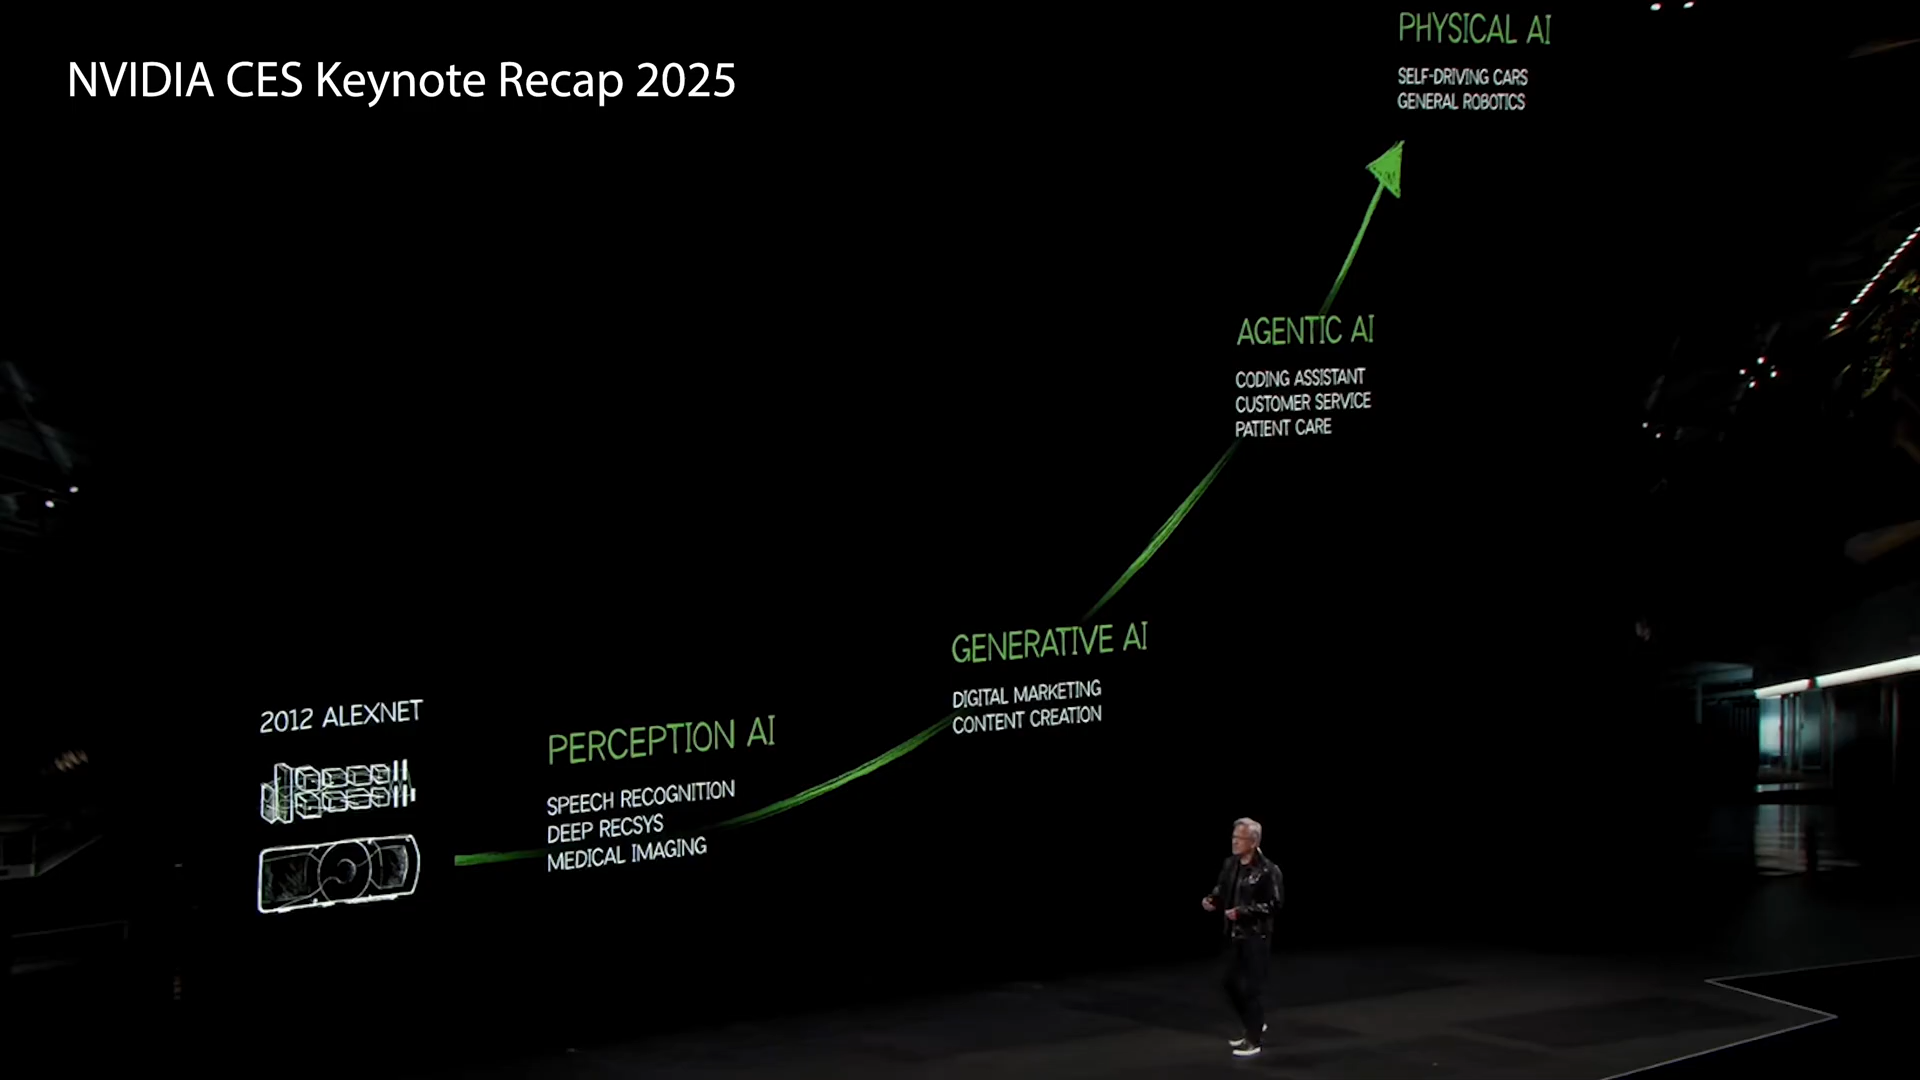 NVIDIA CES Keynote Recap 2025
PHYSICAL AI
SELF-DRIVING CARS
GENERAL ROBOTICS
AGENTIC AI
CODING ASSISTANT
CUSTOMER SERVICE
PATIENT CARE
GENERATIVE AI
DIGITAL MARKETING
CONTENT CREATION
2012 ALEXNET
PERCEPTION AI
SPEECH RECOGNITION
DEEP RECSYS
MEDICAL IMAGING